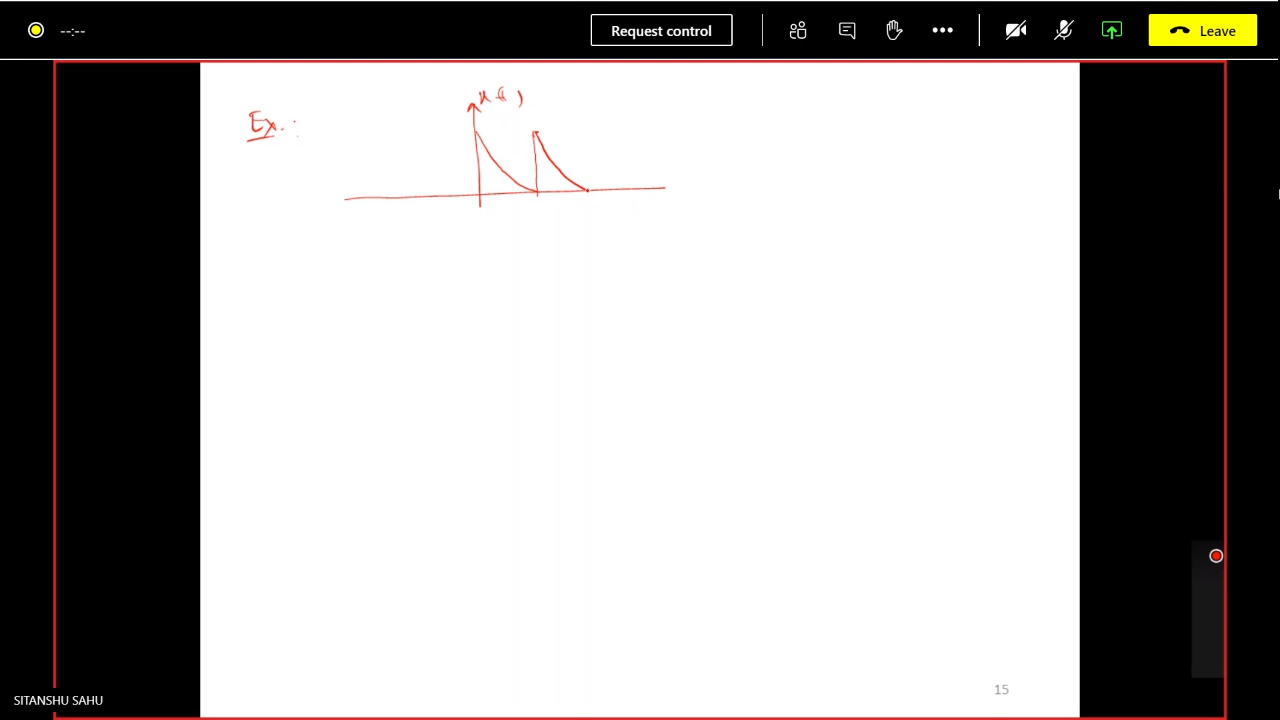 --:--
Request control
Leave
Ex. :
x(t)
15
SITANSHU SAHU